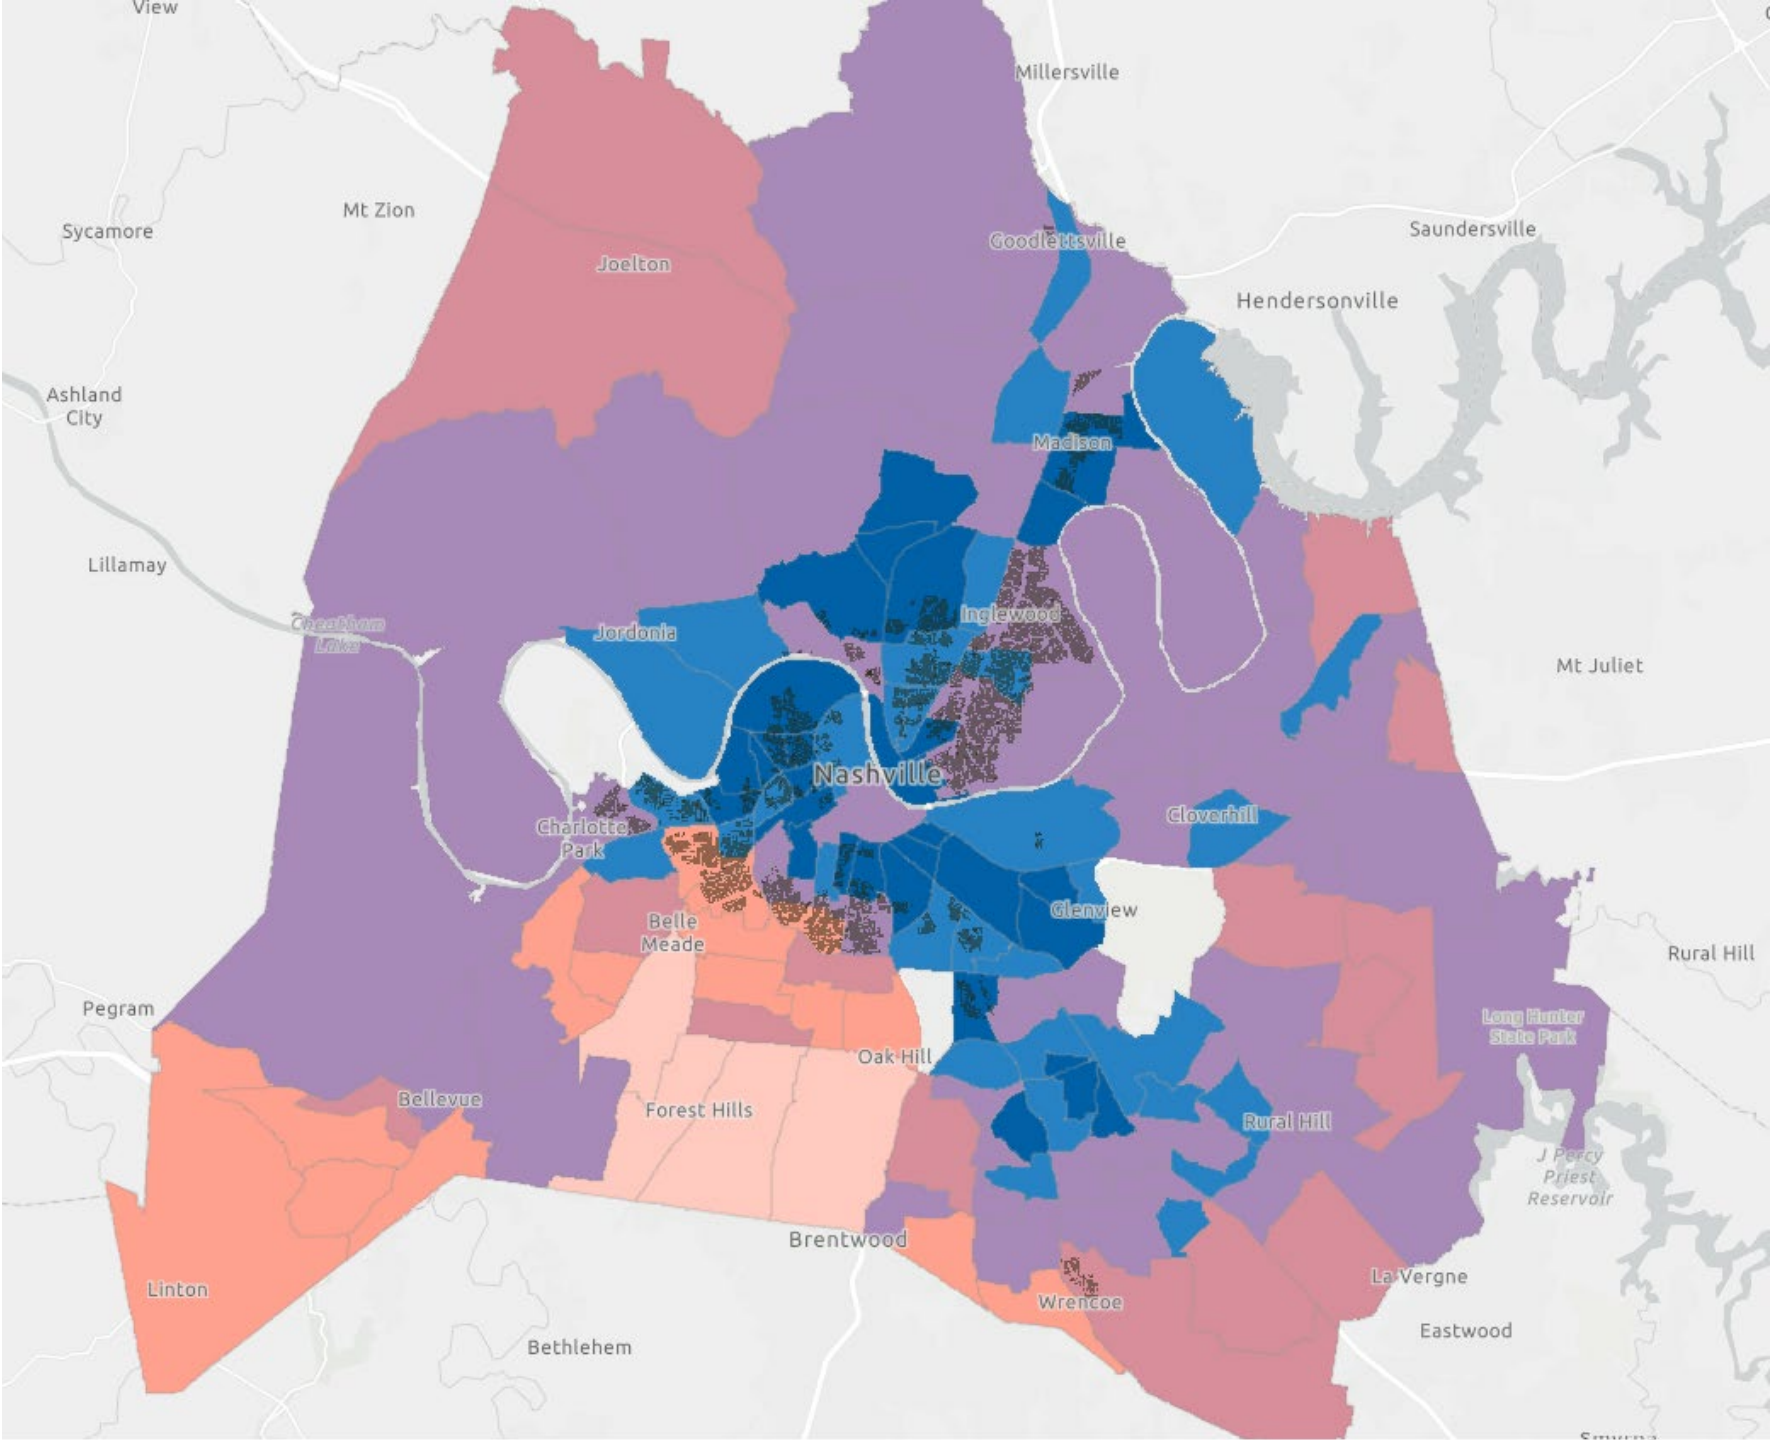 View
Millersville
Mt Zion
Sycamore
Saundersville
Goodlettsville
Joelton
Hendersonville
Ashland
City
Madison
Lillamay
Inglewood
Cheatham
Lake
Jordonia
Mt Juliet
Nashville
Cloverhill
Charlotte
Park
Glenview
Belle
Meade
Rural Hill
Pegram
Long Hunter
State Park
Oak Hill
Bellevue
Forest Hills
Rural Hill
J Percy
Priest
Reservoir
Brentwood
La Vergne
Linton
Wrencoe
Eastwood
Bethlehem